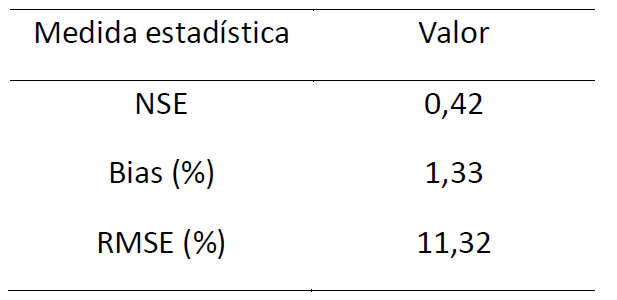 Medida estadística Valor
NSE 0,42
Bias (%) 1,33
RMSE (%) 11,32